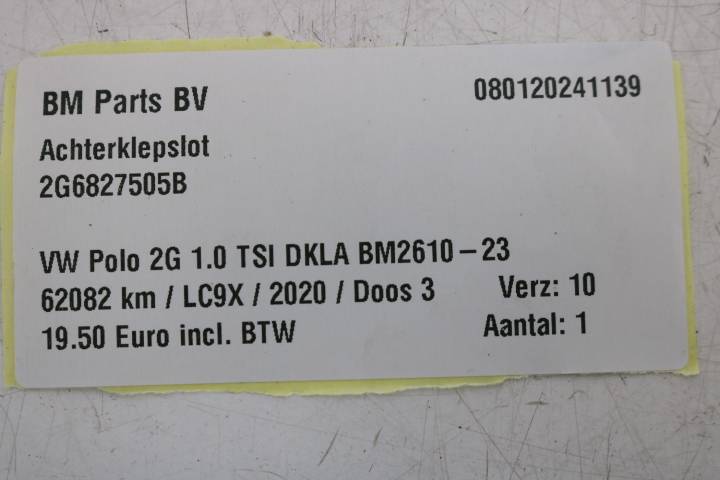 BM Parts BV 080120241139
Achterklepslot
2G6827505B
VW Polo 2G 1.0 TSI DKLA BM2610-23
62082 km / LC9X / 2020 / Doos 3 Verz: 10
19.50 Euro incl. BTW Aantal: 1